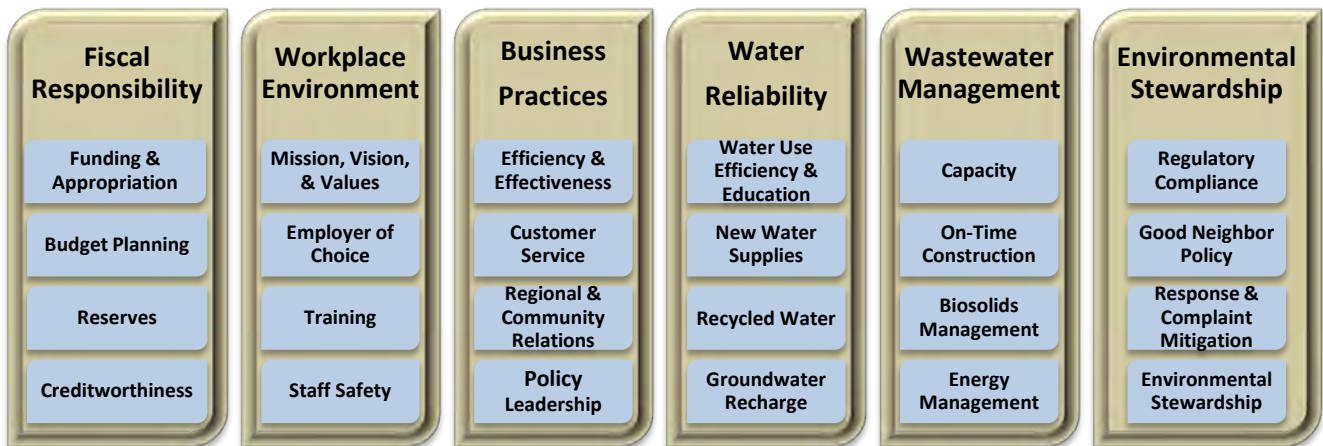 Fiscal
Responsibility
Funding &
Appropriation
Budget Planning
Reserves
Creditworthiness
Workplace
Environment
Mission, Vision,
& Values
Employer of
Choice
Training
Staff Safety
Business
Practices
Efficiency &
Effectiveness
Customer
Service
Regional &
Community
Relations
Policy
Leadership
Water
Reliability
Water Use
Efficiency &
Education
New Water
Supplies
Recycled Water
Groundwater
Recharge
Wastewater
Management
Capacity
On-Time
Construction
Biosolids
Management
Energy
Management
Environmental
Stewardship
Regulatory
Compliance
Good Neighbor
Policy
Response &
Complaint
Mitigation
Environmental
Stewardship